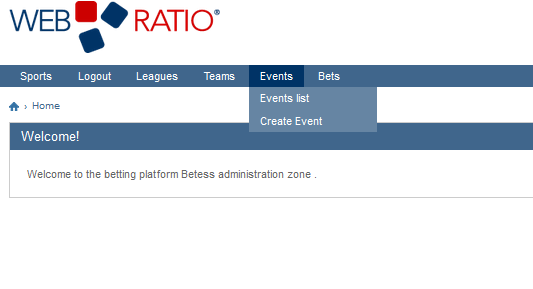 WEB RATIO®
Sports Logout Leagues Teams Events Bets
Events list
Create Event
› Home
Welcome!
Welcome to the betting platform Betess administration zone .